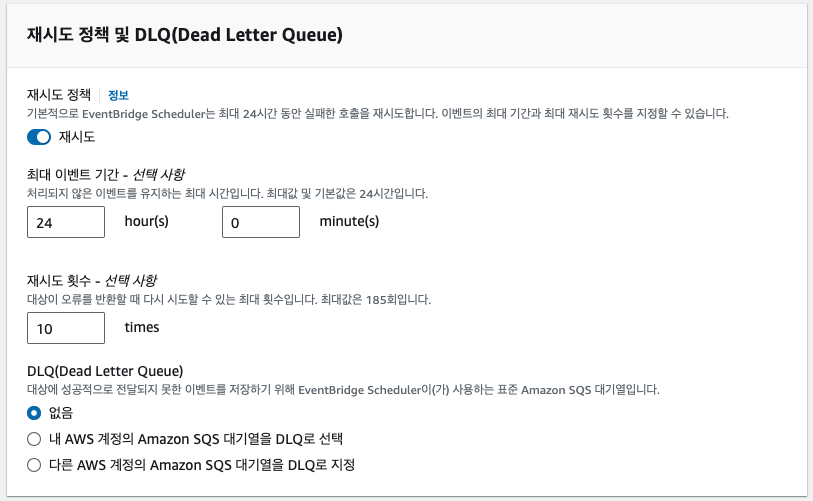 재시도 정책 및 DLQ(Dead Letter Queue)
재시도 정책 정보
기본적으로 EventBridge Scheduler는 최대 24시간 동안 실패한 호출을 재시도합니다. 이벤트의 최대 기간과 최대 재시도 횟수를 지정할 수 있습니다.
재시도
최대 이벤트 기간 - 선택 사항
처리되지 않은 이벤트를 유지하는 최대 시간입니다. 최대값 및 기본값은 24시간입니다.
24 hour(s) 0 minute(s)
재시도 횟수 - 선택 사항
대상이 오류를 반환할 때 다시 시도할 수 있는 최대 횟수입니다. 최대값은 185회입니다.
10 times
DLQ(Dead Letter Queue)
대상에 성공적으로 전달되지 못한 이벤트를 저장하기 위해 EventBridge Scheduler이(가) 사용하는 표준 Amazon SQS 대기열입니다.
없음
내 AWS 계정의 Amazon SQS 대기열을 DLQ로 선택
다른 AWS 계정의 Amazon SQS 대기열을 DLQ로 지정